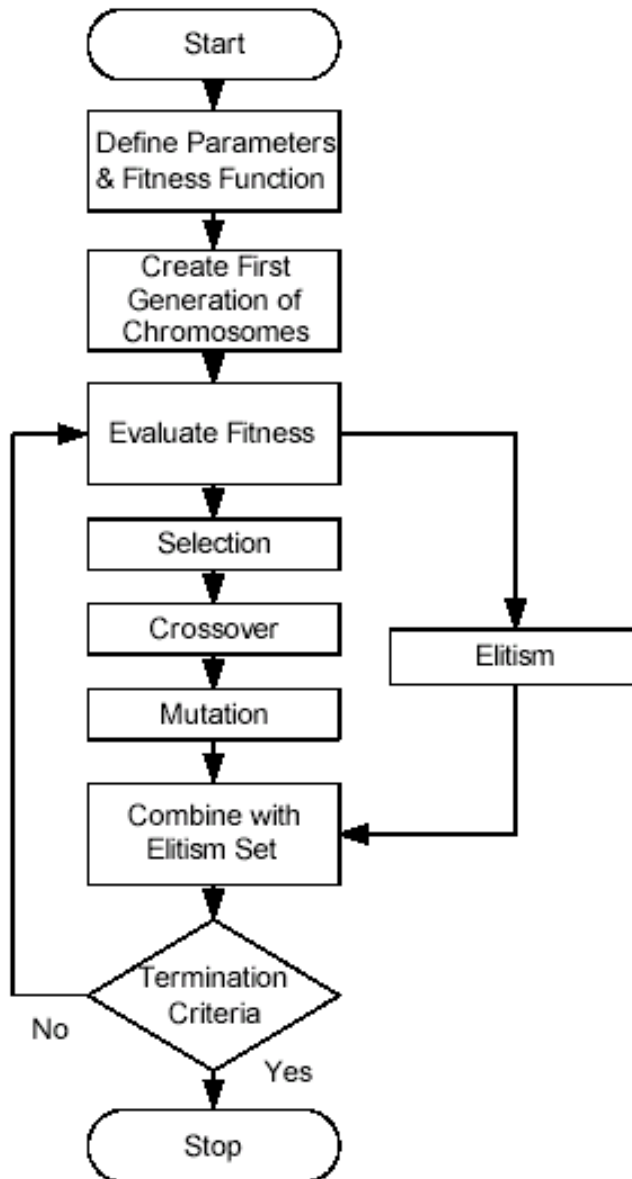 Start
Define Parameters
& Fitness Function
Create First
Generation of
Chromosomes
Evaluate Fitness
Selection
Crossover
Elitism
Mutation
Combine with
Elitism Set
Termination
Criteria
No
Yes
Stop